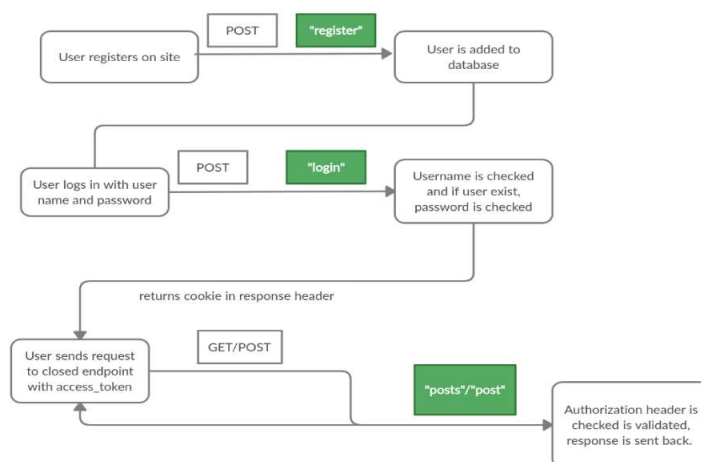 POST
"register"
User registers on site
User is added to
database
POST
"login"
User logs in with user
name and password
Username is checked
and if user exist,
password is checked
returns cookie in response header
GET/POST
User sends request
to closed endpoint
with access_token
"posts"/"post"
Authorization header is
checked is validated,
response is sent back.